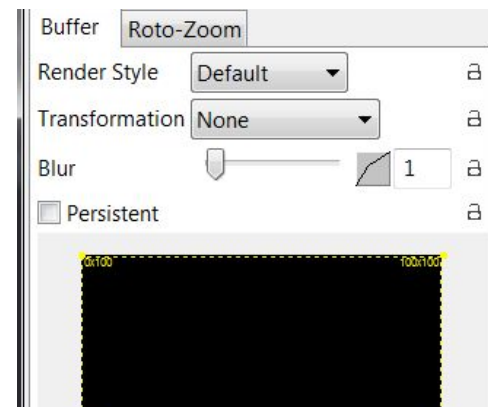 Buffer Roto-Zoom
Render Style Default
Transformation None
Blur 1
Persistent
0x100 100x100